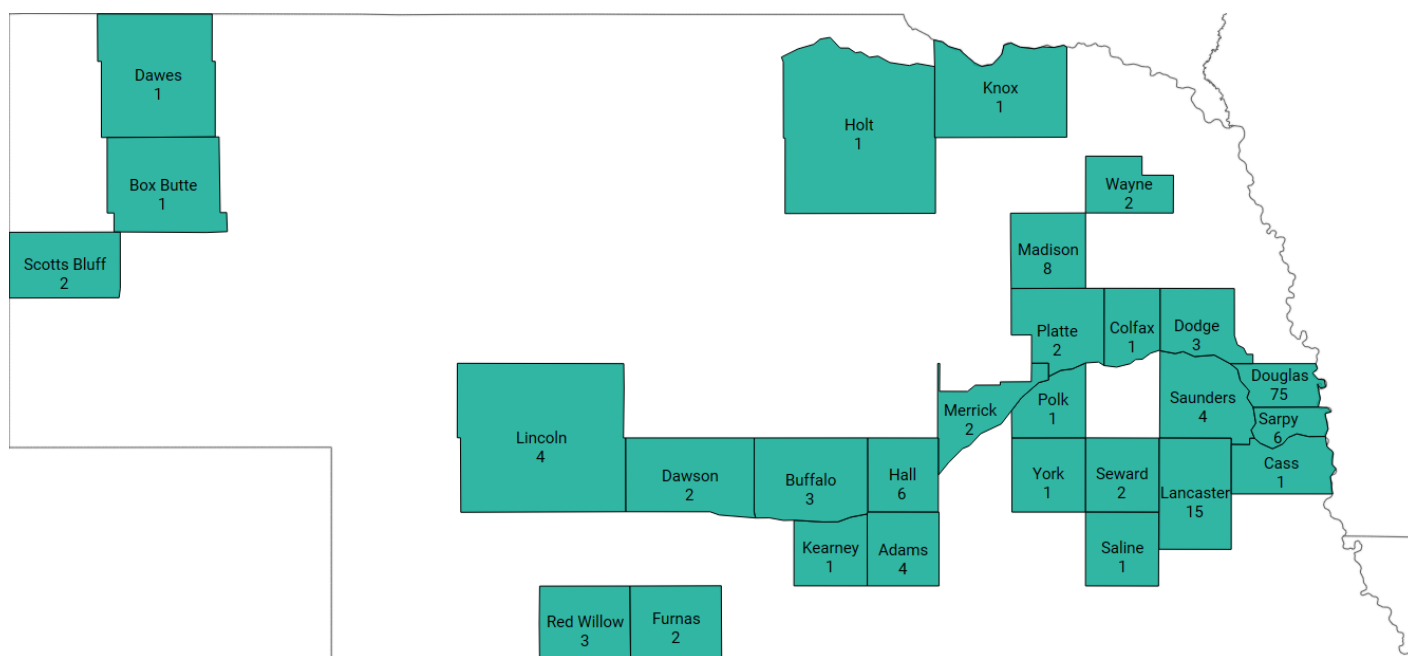 Dawes
1
Knox
1
Holt
1
Box Butte
1
Wayne
2
Madison
8
Scotts Bluff
2
Platte
2
Colfax
1
Dodge
3
Douglas
75
Saunders
4
Merrick
2
Polk
1
Sarpy
6
Lincoln
4
Cass
1
Dawson
2
Buffalo
3
Hall
6
York
1
Seward
2
Lancaster
15
Kearney
1
Adams
4
Saline
1
Red Willow
3
Furnas
2